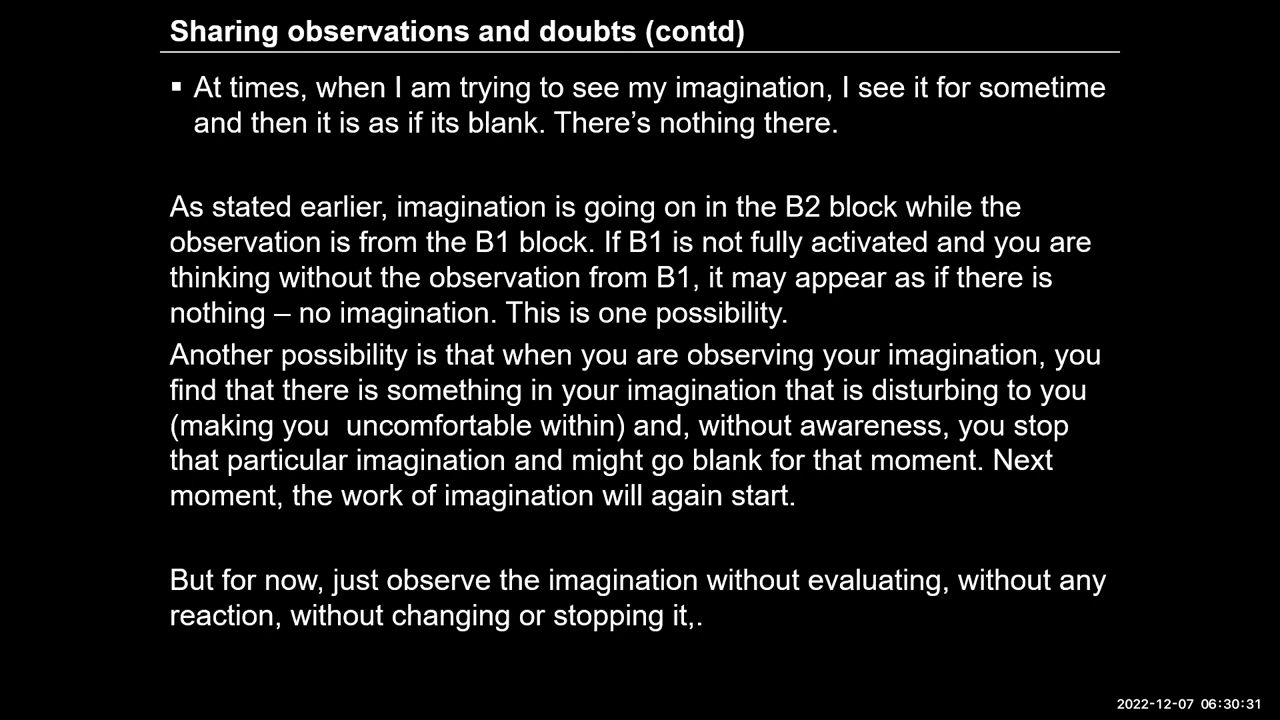 Sharing observations and doubts (contd)
▪ At times, when I am trying to see my imagination, I see it for sometime
and then it is as if its blank. There’s nothing there.
As stated earlier, imagination is going on in the B2 block while the
observation is from the B1 block. If B1 is not fully activated and you are
thinking without the observation from B1, it may appear as if there is
nothing – no imagination. This is one possibility.
Another possibility is that when you are observing your imagination, you
find that there is something in your imagination that is disturbing to you
(making you  uncomfortable within) and, without awareness, you stop
that particular imagination and might go blank for that moment. Next
moment, the work of imagination will again start.
But for now, just observe the imagination without evaluating, without any
reaction, without changing or stopping it,.
2022-12-07 06:30:31